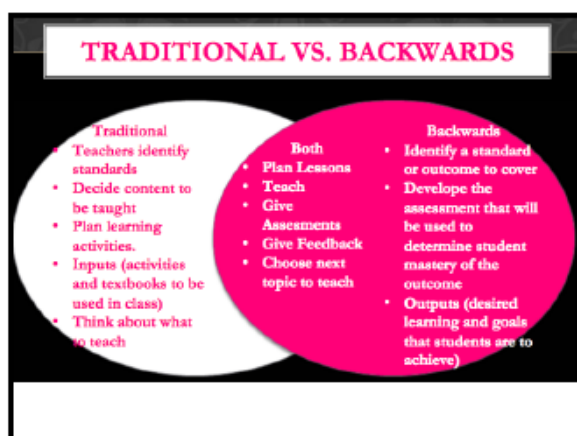 TRADITIONAL VS. BACKWARDS
Traditional
• Teachers identify
standards
• Decide content to
be taught
• Plan learning
activities.
• Inputs (activities
and textbooks to be
used in class)
• Think about what
to teach
Both
• Plan Lessons
• Teach
• Give
Assesments
• Give Feedback
• Choose next
topic to teach
Backwards
• Identify a standard
or outcome to cover
• Develope the
assessment that will
be used to
determine student
mastery of the
outcome
• Outputs (desired
learning and goals
that students are to
achieve)